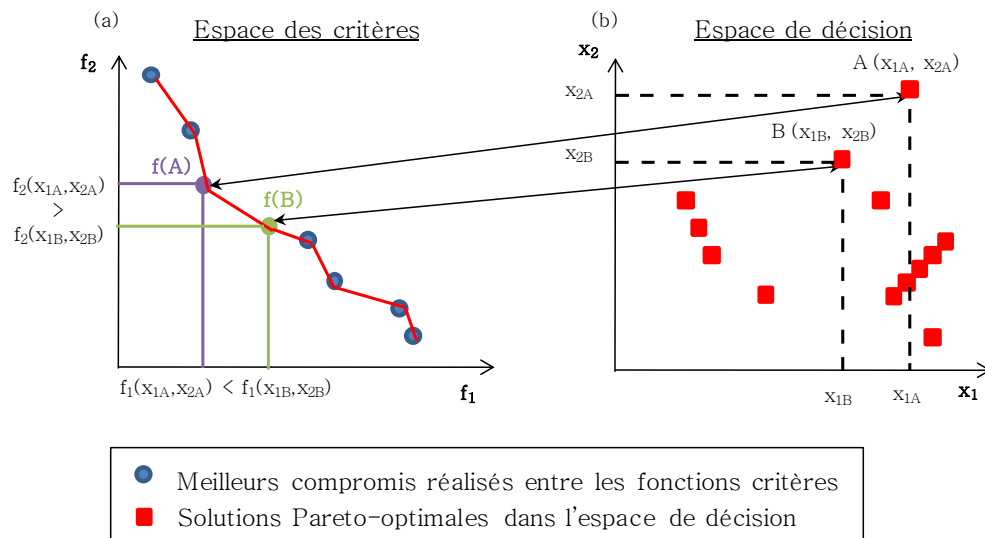 (a)
Espace des critères
f₂
f(A)
f₂(x₁A,x₂A)
>
f(B)
f₂(x₁B,x₂B)
f₁(x₁A,x₂A) < f₁(x₁B,x₂B)
f₁
(b)
Espace de décision
x₂
A (x₁A, x₂A)
x₂A
B (x₁B, x₂B)
x₂B
x₁B
x₁A
x₁
Meilleurs compromis réalisés entre les fonctions critères
Solutions Pareto-optimales dans l'espace de décision